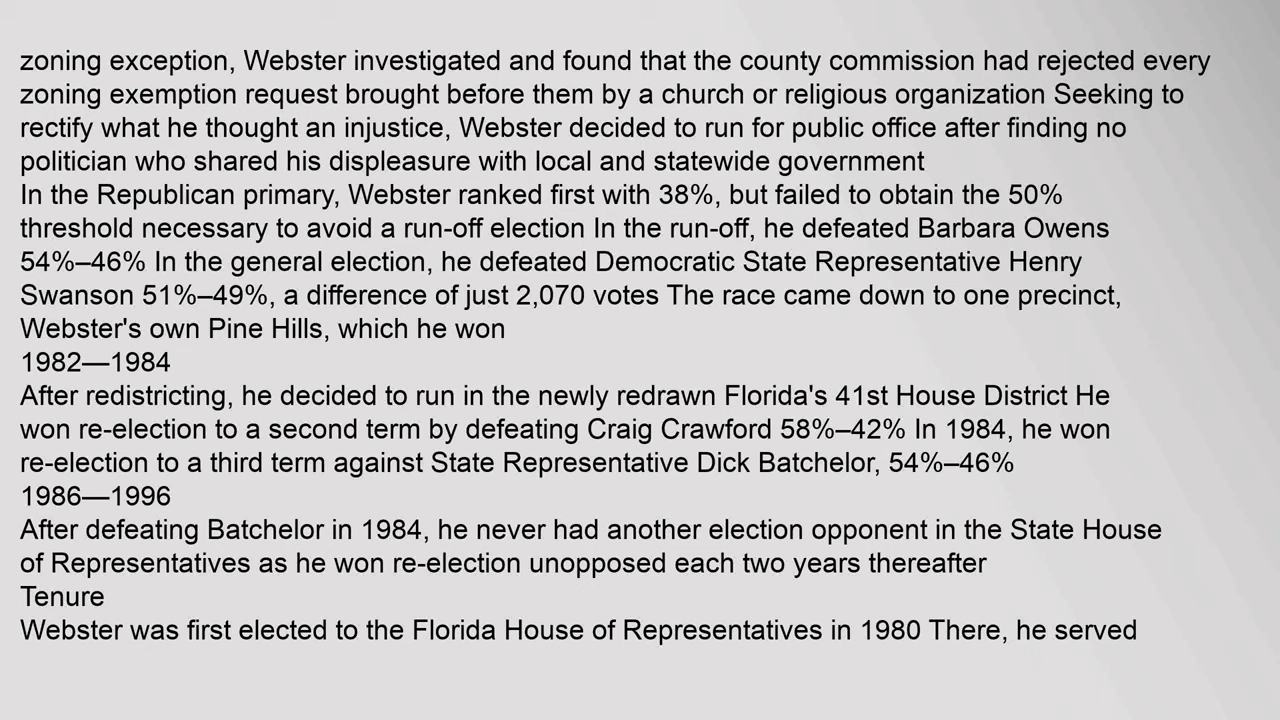 zoning exception, Webster investigated and found that the county commission had rejected every
zoning exemption request brought before them by a church or religious organization Seeking to
rectify what he thought an injustice, Webster decided to run for public office after finding no
politician who shared his displeasure with local and statewide government
In the Republican primary, Webster ranked first with 38%, but failed to obtain the 50%
threshold necessary to avoid a run-off election In the run-off, he defeated Barbara Owens
54%–46% In the general election, he defeated Democratic State Representative Henry
Swanson 51%–49%, a difference of just 2,070 votes The race came down to one precinct,
Webster's own Pine Hills, which he won
1982—1984
After redistricting, he decided to run in the newly redrawn Florida's 41st House District He
won re-election to a second term by defeating Craig Crawford 58%–42% In 1984, he won
re-election to a third term against State Representative Dick Batchelor, 54%–46%
1986—1996
After defeating Batchelor in 1984, he never had another election opponent in the State House
of Representatives as he won re-election unopposed each two years thereafter
Tenure
Webster was first elected to the Florida House of Representatives in 1980 There, he served